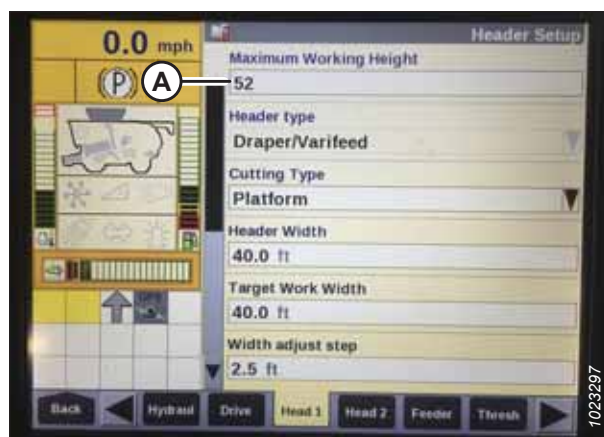 0.0 mph
Header Setup
Maximum Working Height
P
A
52
Header type
Draper/Varifeed
Cutting Type
Platform
Header Width
40.0 ft
Target Work Width
40.0 ft
Width adjust step
2.5 ft
Back
Hydraul
Drive
Head 1
Head 2
Feeder
Thresh
1023297